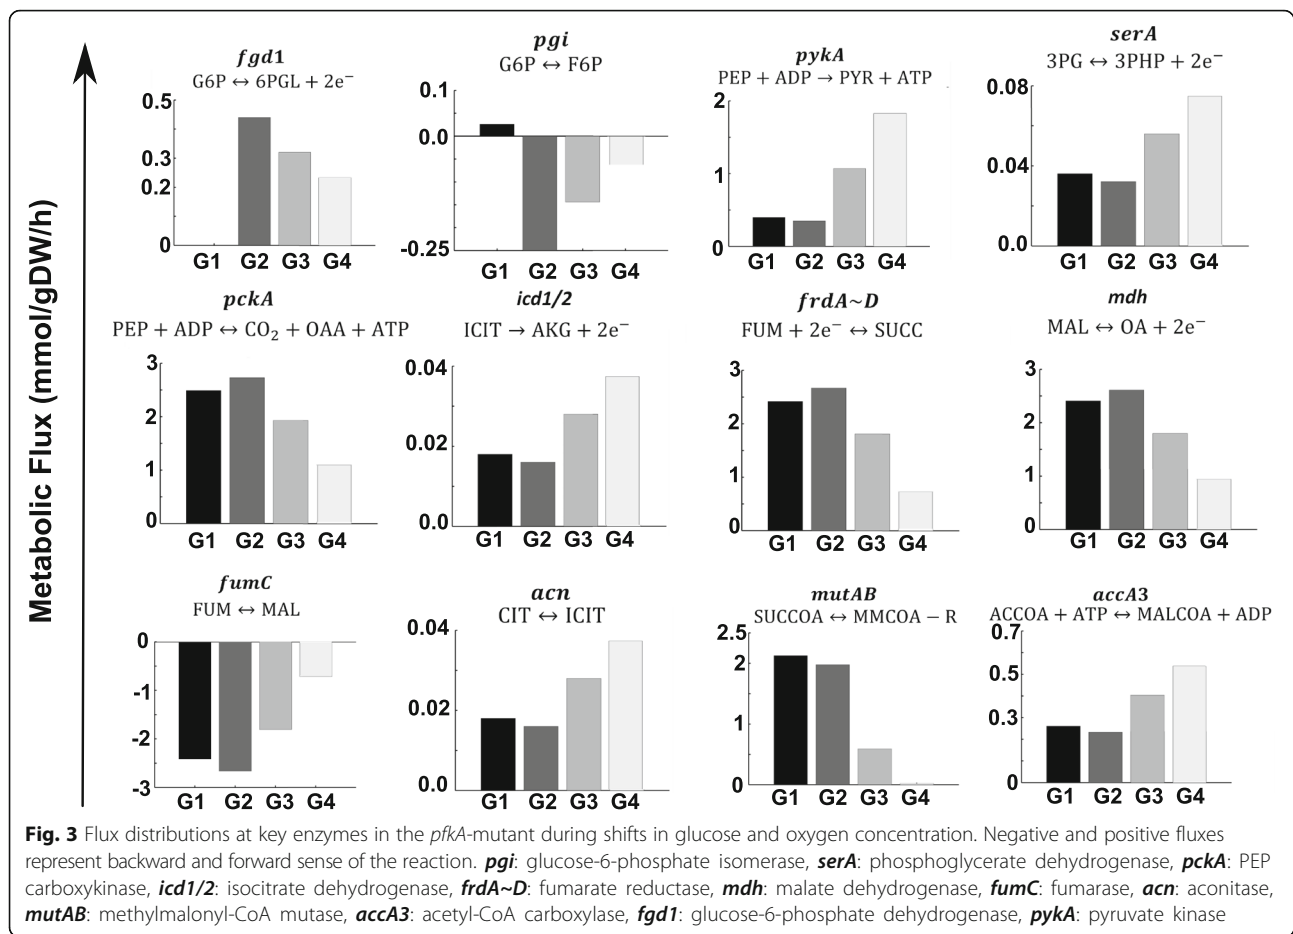 Metabolic Flux (mmol/gDW/h)
fgd1
G6P ↔ 6PGL + 2e⁻
0.5
0.3
0.2
0
G1 G2 G3 G4
pgi
G6P ↔ F6P
0.1
0.0
-0.25
G1 G2 G3 G4
pykA
PEP + ADP → PYR + ATP
2
1
0
G1 G2 G3 G4
serA
3PG ↔ 3PHP + 2e⁻
0.08
0.04
0.0
G1 G2 G3 G4
pckA
PEP + ADP ↔ CO₂ + OAA + ATP
3
2
1
0
G1 G2 G3 G4
icd1/2
ICIT → AKG + 2e⁻
0.04
0.02
0.0
G1 G2 G3 G4
frdA~D
FUM + 2e⁻ ↔ SUCC
3
2
1
0
G1 G2 G3 G4
mdh
MAL ↔ OA + 2e⁻
3
2
1
0
G1 G2 G3 G4
fumC
FUM ↔ MAL
0
-1
-2
-3
G1 G2 G3 G4
acn
CIT ↔ ICIT
0.04
0.02
0.0
G1 G2 G3 G4
mutAB
SUCCOA ↔ MMCOA − R
2.5
2
1
0
G1 G2 G3 G4
accA3
ACCOA + ATP ↔ MALCOA + ADP
0.7
0.5
0.3
0
G1 G2 G3 G4
Fig. 3 Flux distributions at key enzymes in the pfkA-mutant during shifts in glucose and oxygen concentration. Negative and positive fluxes
represent backward and forward sense of the reaction. pgi: glucose-6-phosphate isomerase, serA: phosphoglycerate dehydrogenase, pckA: PEP
carboxykinase, icd1/2: isocitrate dehydrogenase, frdA~D: fumarate reductase, mdh: malate dehydrogenase, fumC: fumarase, acn: aconitase,
mutAB: methylmalonyl-CoA mutase, accA3: acetyl-CoA carboxylase, fgd1: glucose-6-phosphate dehydrogenase, pykA: pyruvate kinase